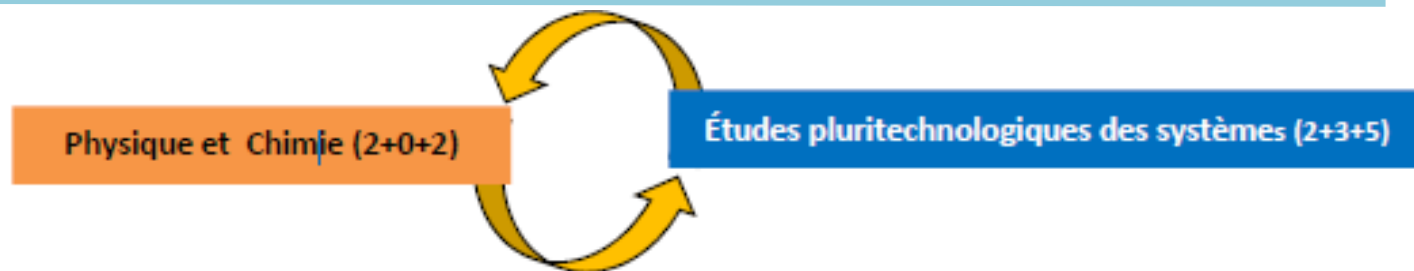 Physique et Chimie (2+0+2)
Études pluritechnologiques des systèmes (2+3+5)